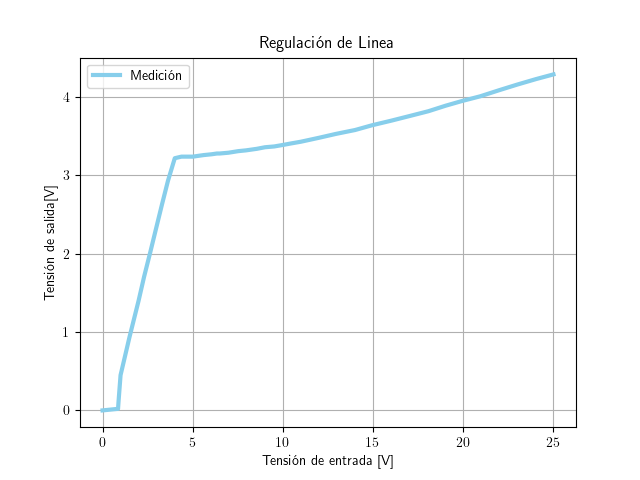 Regulación de Linea
Medición
4
3
2
1
0
Tensión de salida[V]
0 5 10 15 20 25
Tensión de entrada [V]